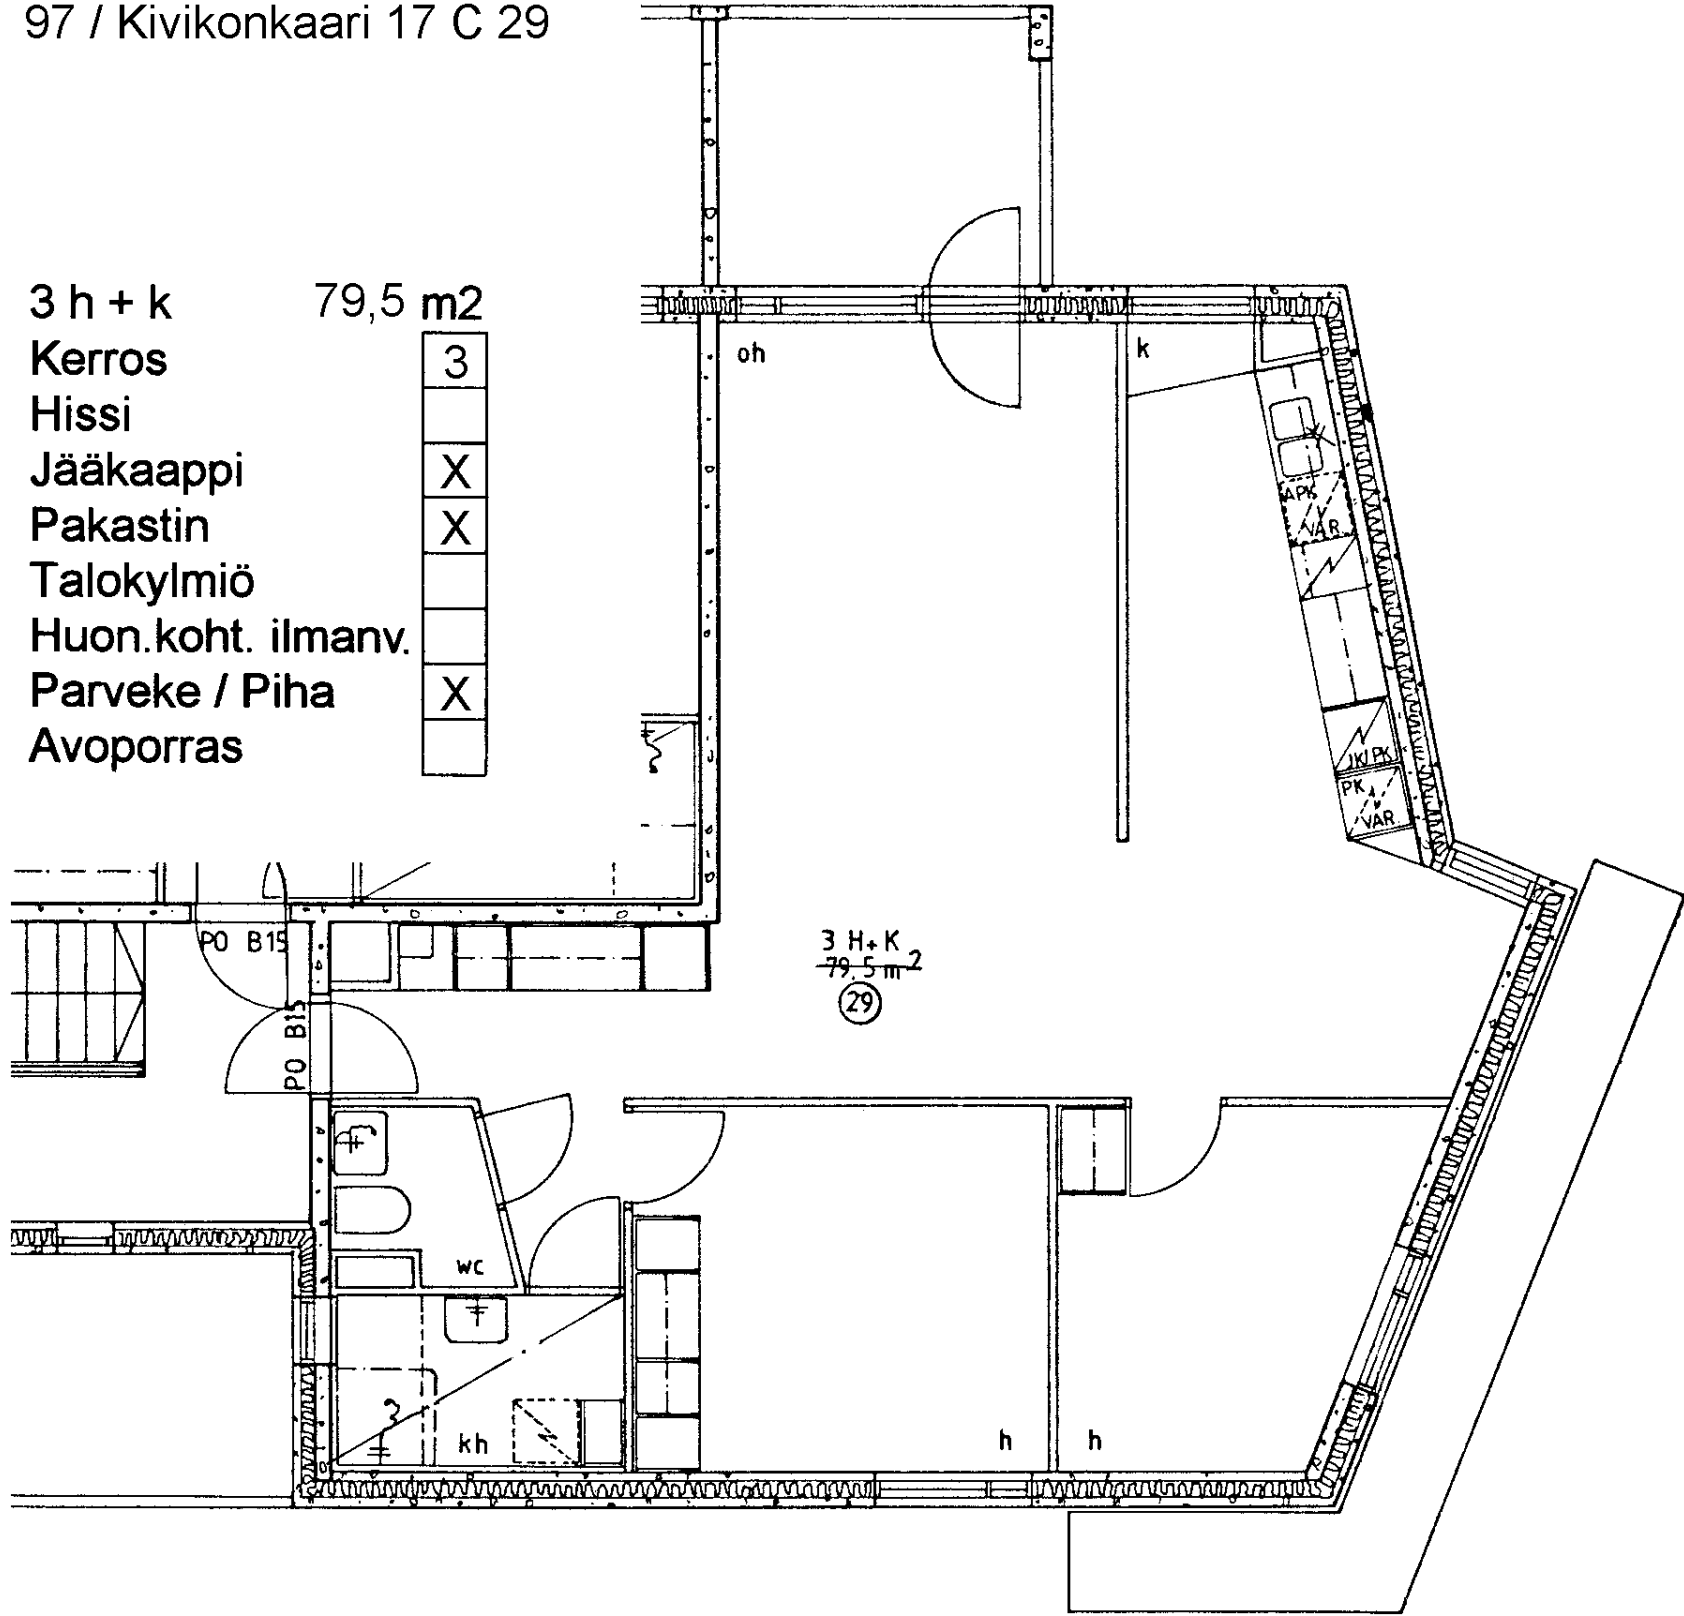 97 / Kivikonkaari 17 C 29
3 h + k 79,5 m2
Kerros 3
Hissi
Jääkaappi X
Pakastin X
Talokylmiö
Huon.koht. ilmanv.
Parveke / Piha X
Avoporras
oh
k
APK
VAR.
JK/PK
PK
VAR.
PO B15
PO B15
3 H+K
79.5 m2
29
wc
kh
h
h